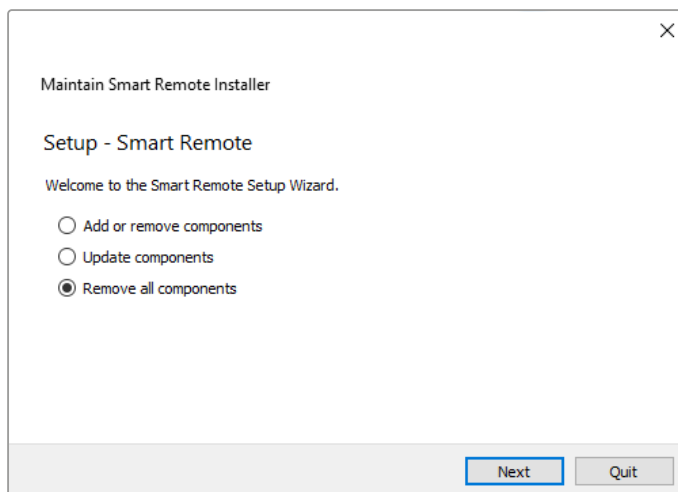 Maintain Smart Remote Installer
Setup - Smart Remote
Welcome to the Smart Remote Setup Wizard.
Add or remove components
Update components
Remove all components
Next Quit